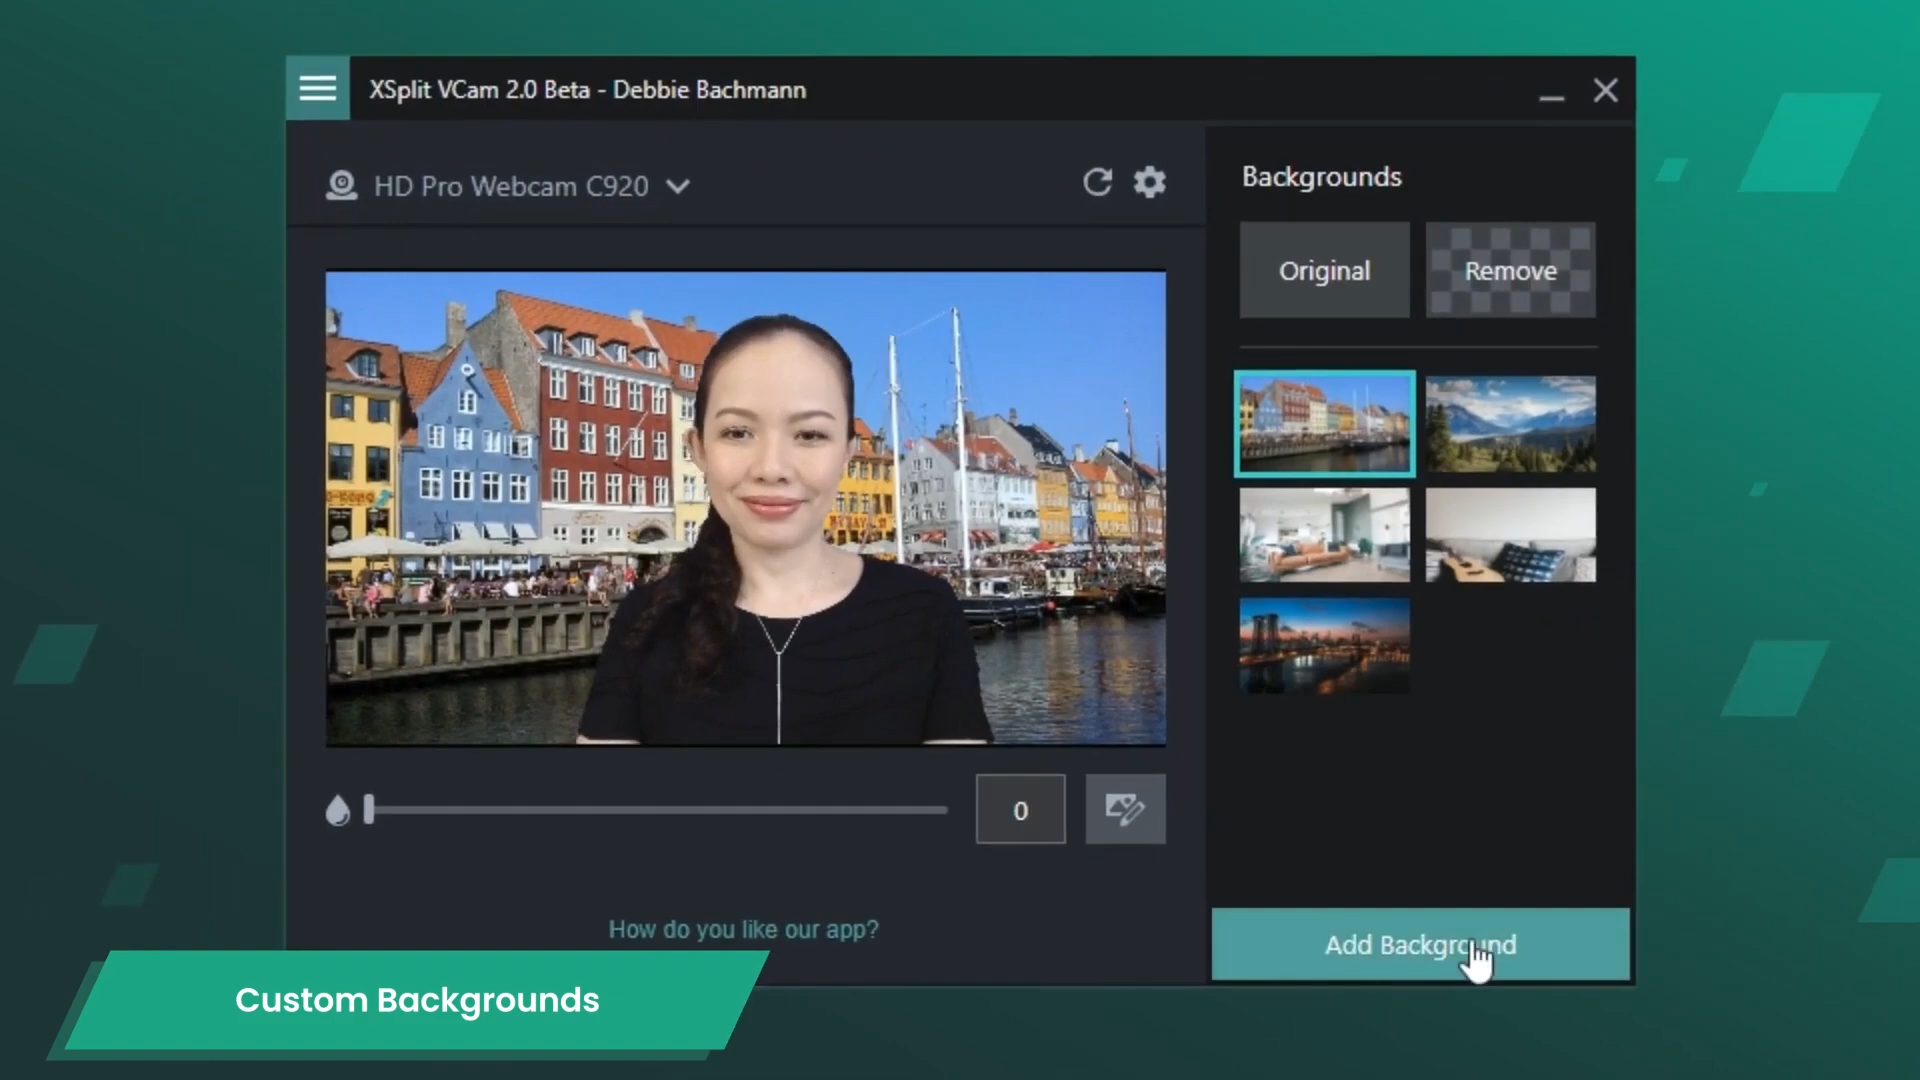 XSplit VCam 2.0 Beta - Debbie Bachmann
HD Pro Webcam C920
Backgrounds
Original
Remove
0
How do you like our app?
Add Background
Custom Backgrounds